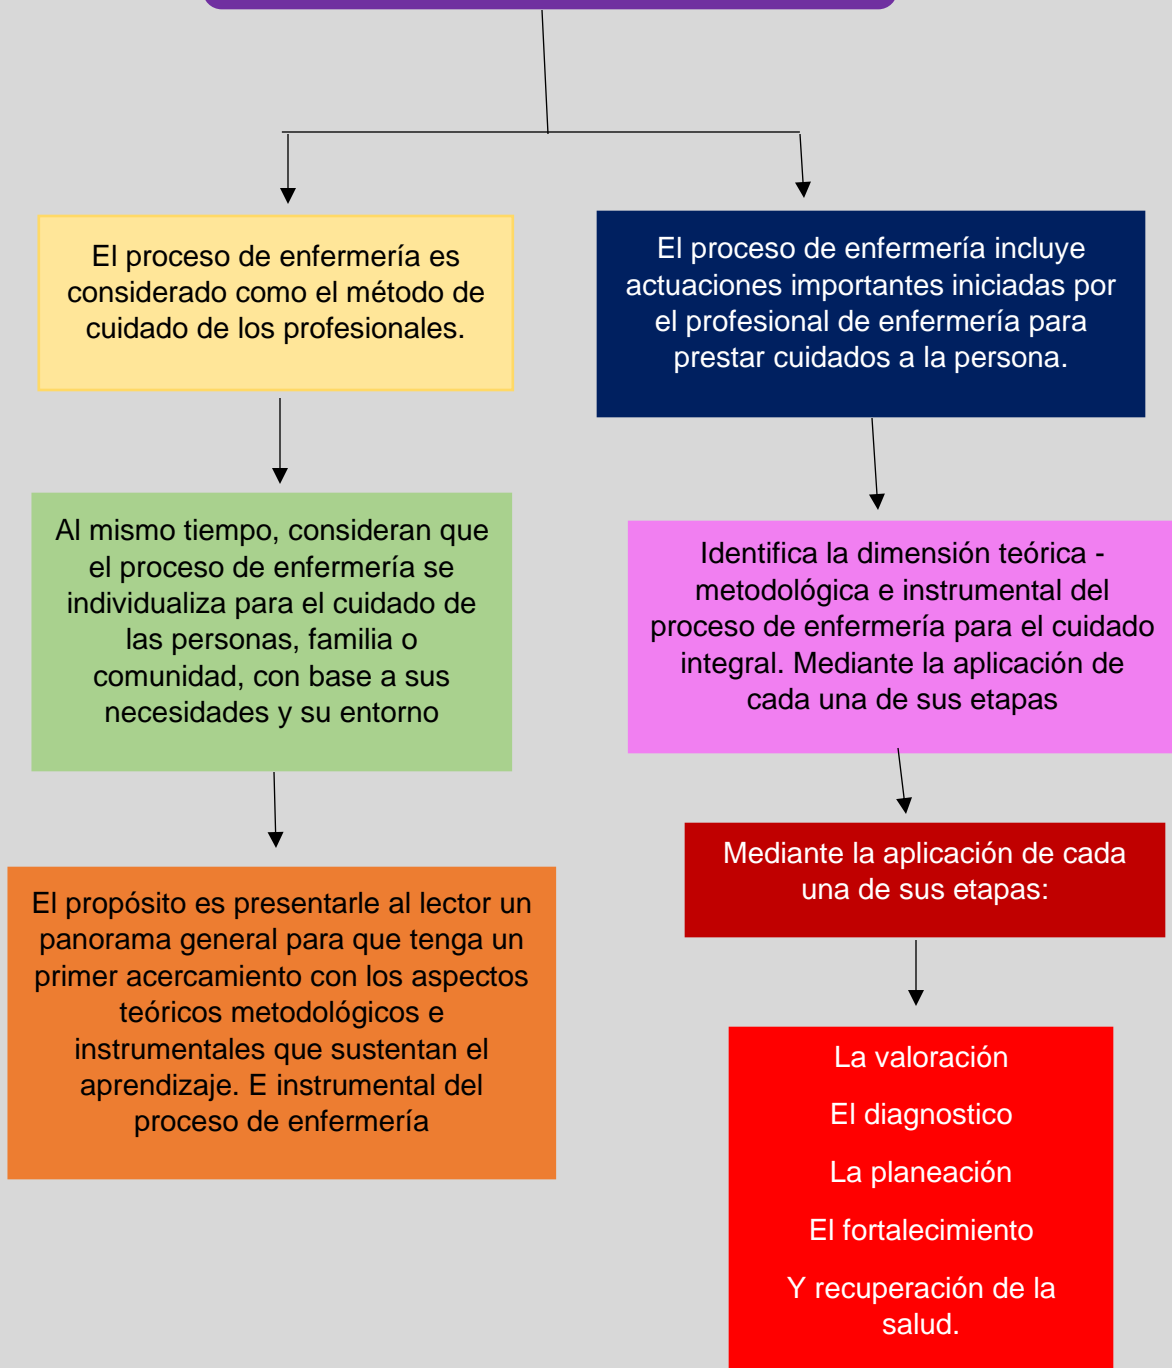 El proceso de enfermería es
considerado como el método de
cuidado de los profesionales.
El proceso de enfermería incluye
actuaciones importantes iniciadas por
el profesional de enfermería para
prestar cuidados a la persona.
Al mismo tiempo, consideran que
el proceso de enfermería se
individualiza para el cuidado de
las personas, familia o
comunidad, con base a sus
necesidades y su entorno
Identifica la dimensión teórica -
metodológica e instrumental del
proceso de enfermería para el cuidado
integral. Mediante la aplicación de
cada una de sus etapas
El propósito es presentarle al lector un
panorama general para que tenga un
primer acercamiento con los aspectos
teóricos metodológicos e
instrumentales que sustentan el
aprendizaje. E instrumental del
proceso de enfermería
Mediante la aplicación de cada
una de sus etapas:
La valoración
El diagnostico
La planeación
El fortalecimiento
Y recuperación de la
salud.